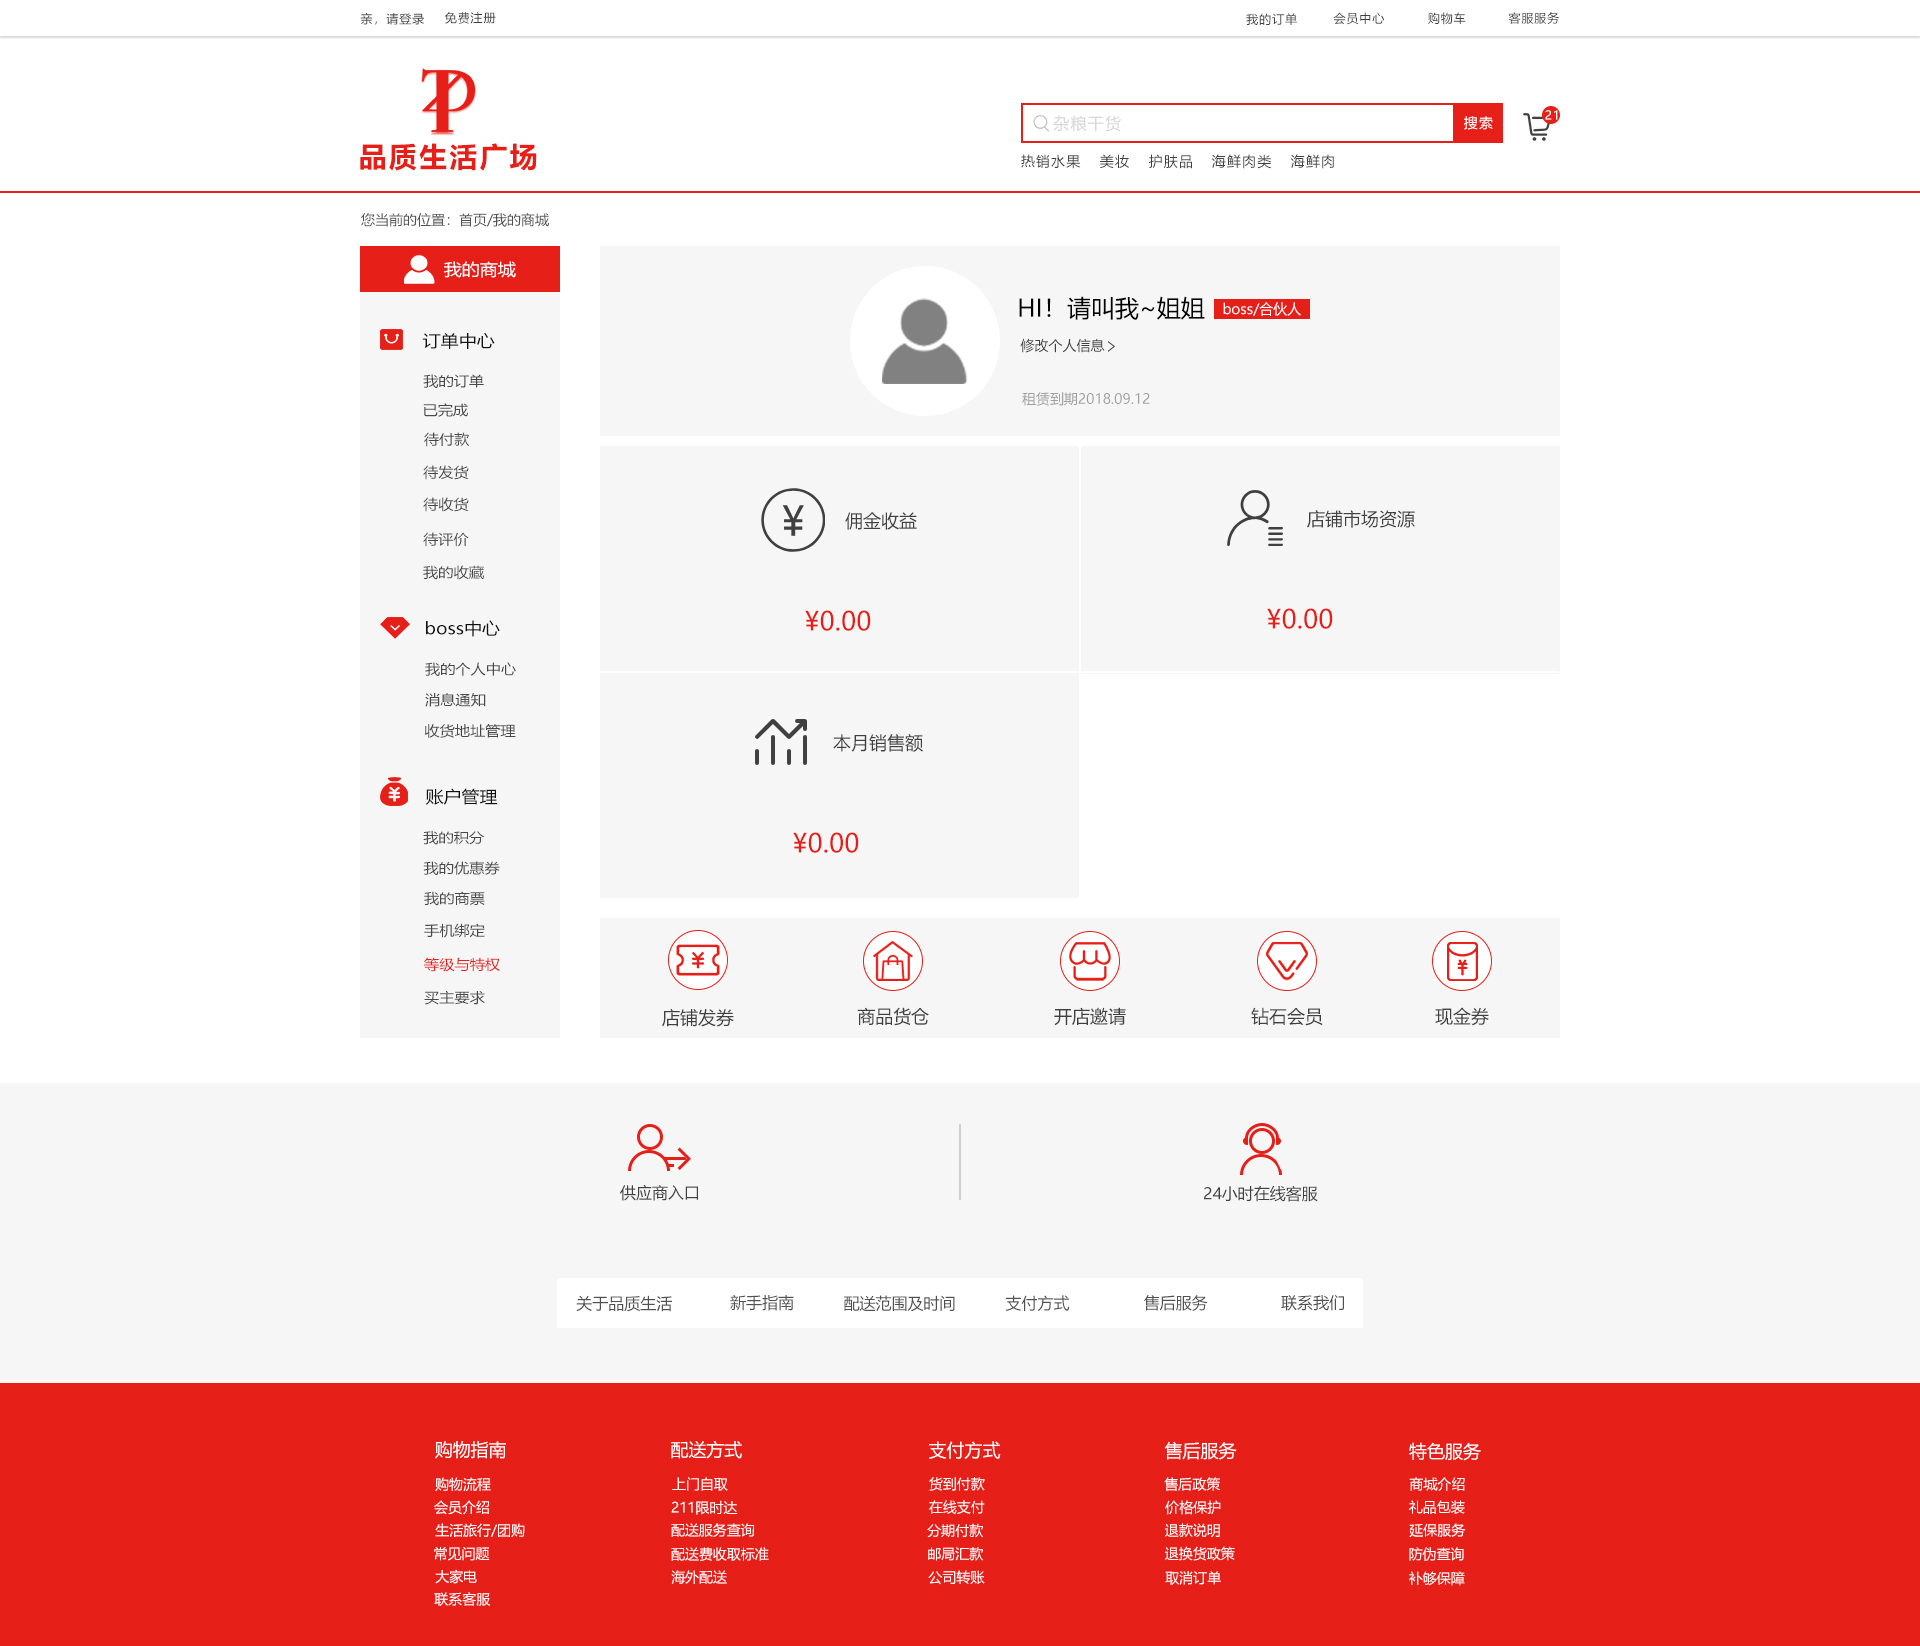 亲，请登录 免费注册 我的订单 会员中心 购物车 客服服务
品质生活广场
杂粮干货 搜索 21
热销水果 美妆 护肤品 海鲜肉类 海鲜肉
您当前的位置：首页/我的商城
我的商城
订单中心
我的订单
已完成
待付款
待发货
待收货
待评价
我的收藏
boss中心
我的个人中心
消息通知
收货地址管理
账户管理
我的积分
我的优惠券
我的商票
手机绑定
等级与特权
买主要求
HI！请叫我~姐姐 boss/合伙人
修改个人信息>
租赁到期2018.09.12
佣金收益
¥0.00
店铺市场资源
¥0.00
本月销售额
¥0.00
店铺发券 商品货仓 开店邀请 钻石会员 现金券
供应商入口 24小时在线客服
关于品质生活 新手指南 配送范围及时间 支付方式 售后服务 联系我们
购物指南
购物流程
会员介绍
生活旅行/团购
常见问题
大家电
联系客服
配送方式
上门自取
211限时达
配送服务查询
配送费收取标准
海外配送
支付方式
货到付款
在线支付
分期付款
邮局汇款
公司转账
售后服务
售后政策
价格保护
退款说明
退换货政策
取消订单
特色服务
商城介绍
礼品包装
延保服务
防伪查询
补够保障